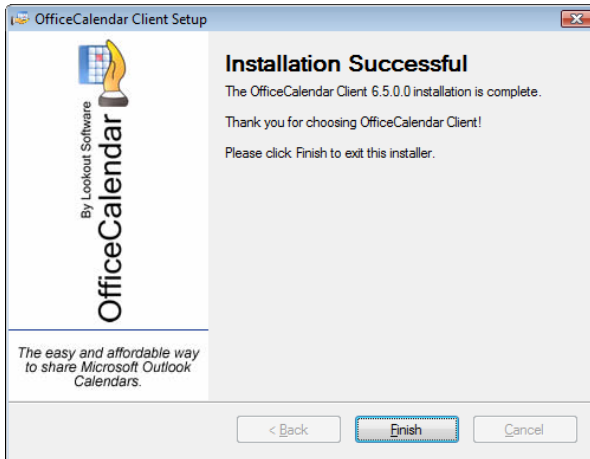 OfficeCalendar Client Setup
By Lookout Software
OfficeCalendar
The easy and affordable way
to share Microsoft Outlook
Calendars.
Installation Successful
The OfficeCalendar Client 6.5.0.0 installation is complete.
Thank you for choosing OfficeCalendar Client!
Please click Finish to exit this installer.
< Back
Finish
Cancel